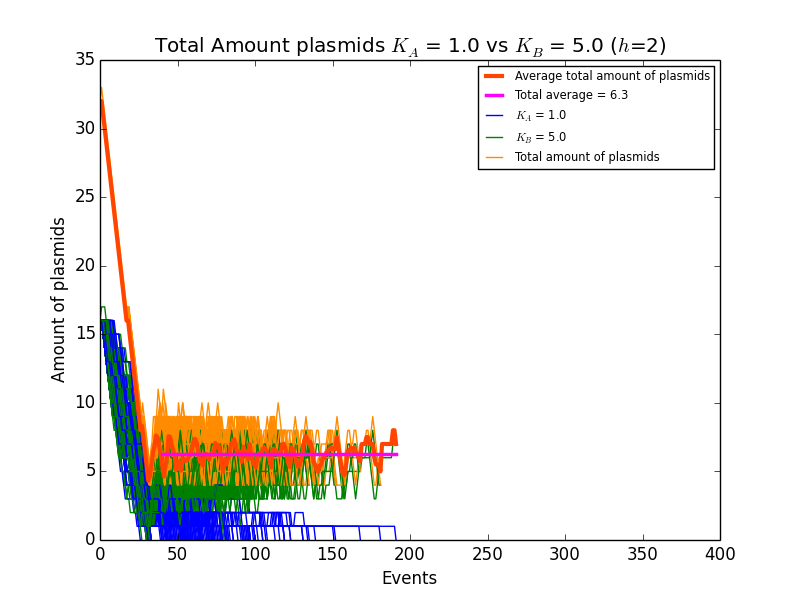 Total Amount plasmids K_A = 1.0 vs K_B = 5.0 (h=2)
35
30
25
20
15
10
5
0
Amount of plasmids
Average total amount of plasmids
Total average = 6.3
K_A = 1.0
K_B = 5.0
Total amount of plasmids
0 50 100 150 200 250 300 350 400
Events